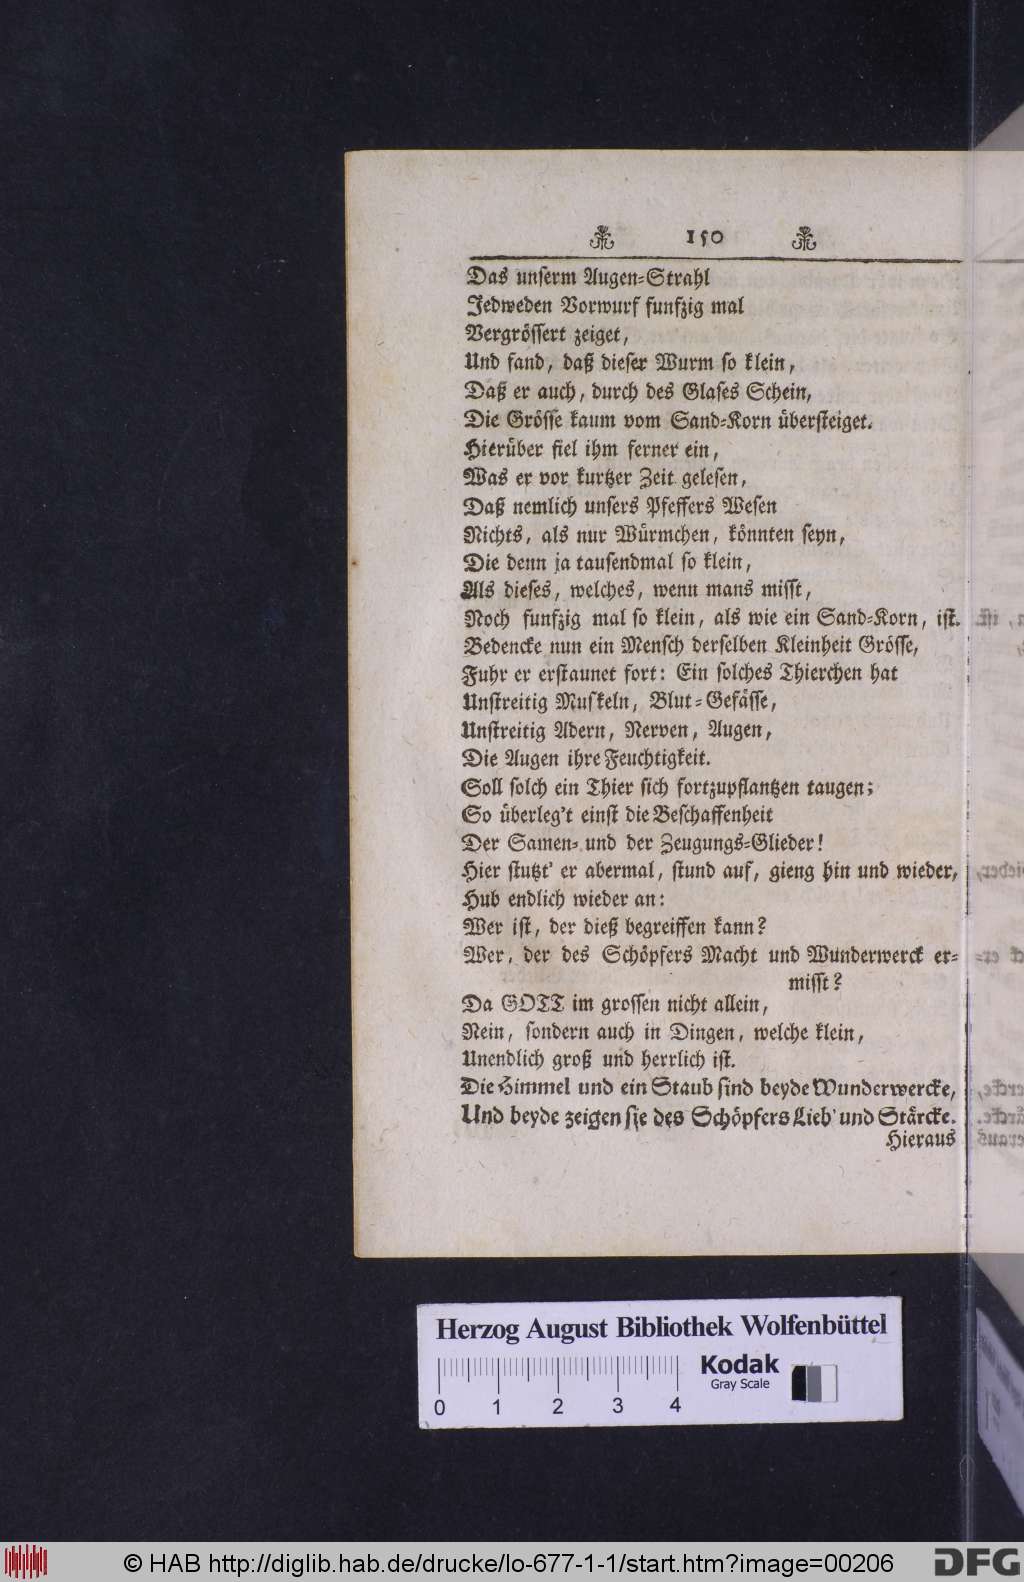 150
Das unserm Augen-Strahl
Jedweden Vorwurf funfzig mal
Vergrössert zeiget,
Und fand, daß dieser Wurm so klein,
Daß er auch, durch des Glases Schein,
Die Grösse kaum vom Sand-Korn übersteiget.
Hierüber fiel ihm ferner ein,
Was er vor kurtzer Zeit gelesen,
Daß nemlich unsers Pfeffers Wesen
Nichts, als nur Würmchen, könnten seyn,
Die denn ja tausendmal so klein,
Als dieses, welches, wenn mans misst,
Noch funfzig mal so klein, als wie ein Sand-Korn, ist.
Bedencke nun ein Mensch derselben Kleinheit Grösse,
Fuhr er erstaunet fort: Ein solches Thierchen hat
Unstreitig Muskeln, Blut-Gefässe,
Unstreitig Adern, Nerven, Augen,
Die Augen ihre Feuchtigkeit.
Soll solch ein Thier sich fortzupflantzen taugen;
So überleg't einst die Beschaffenheit
Der Samen- und der Zeugungs-Glieder!
Hier stutzt' er abermal, stund auf, gieng hin und wieder,
Hub endlich wieder an:
Wer ist, der dieß begreiffen kann?
Wer, der des Schöpfers Macht und Wunderwerck er-
misst?
Da GOTT im grossen nicht allein,
Nein, sondern auch in Dingen, welche klein,
Unendlich groß und herrlich ist.
Die Himmel und ein Staub sind beyde Wunderwercke,
Und beyde zeigen sie des Schöpfers Lieb' und Stärcke.
Hieraus
Herzog August Bibliothek Wolfenbüttel
Kodak
Gray Scale
0 1 2 3 4
© HAB http://diglib.hab.de/drucke/lo-677-1-1/start.htm?image=00206
DFG